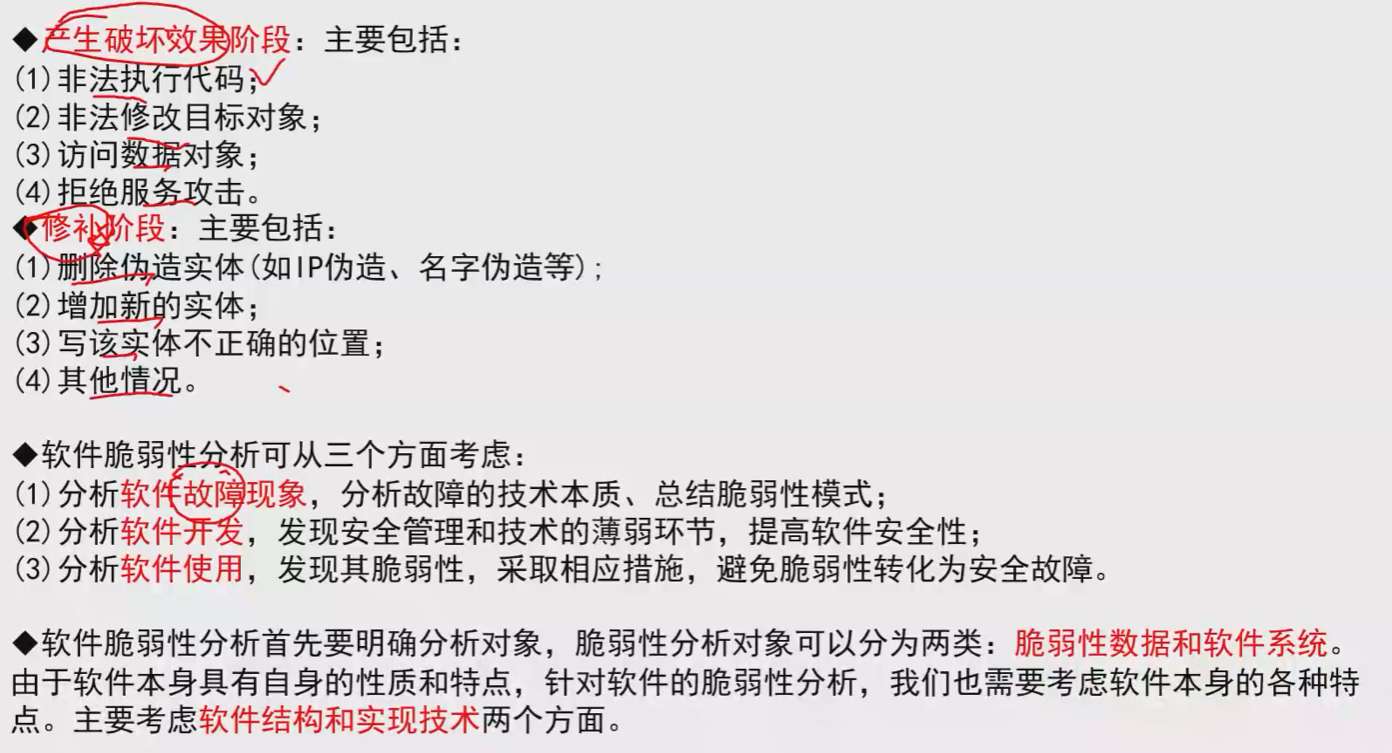 ◆产生破坏效果阶段：主要包括：
(1)非法执行代码；
(2)非法修改目标对象；
(3)访问数据对象；
(4)拒绝服务攻击。
◆修补阶段：主要包括：
(1)删除伪造实体(如IP伪造、名字伪造等)；
(2)增加新的实体；
(3)写该实体不正确的位置；
(4)其他情况。
◆软件脆弱性分析可从三个方面考虑：
(1)分析软件故障现象，分析故障的技术本质、总结脆弱性模式；
(2)分析软件开发，发现安全管理和技术的薄弱环节，提高软件安全性；
(3)分析软件使用，发现其脆弱性，采取相应措施，避免脆弱性转化为安全故障。
◆软件脆弱性分析首先要明确分析对象，脆弱性分析对象可以分为两类：脆弱性数据和软件系统。
由于软件本身具有自身的性质和特点，针对软件的脆弱性分析，我们也需要考虑软件本身的各种特
点。主要考虑软件结构和实现技术两个方面。